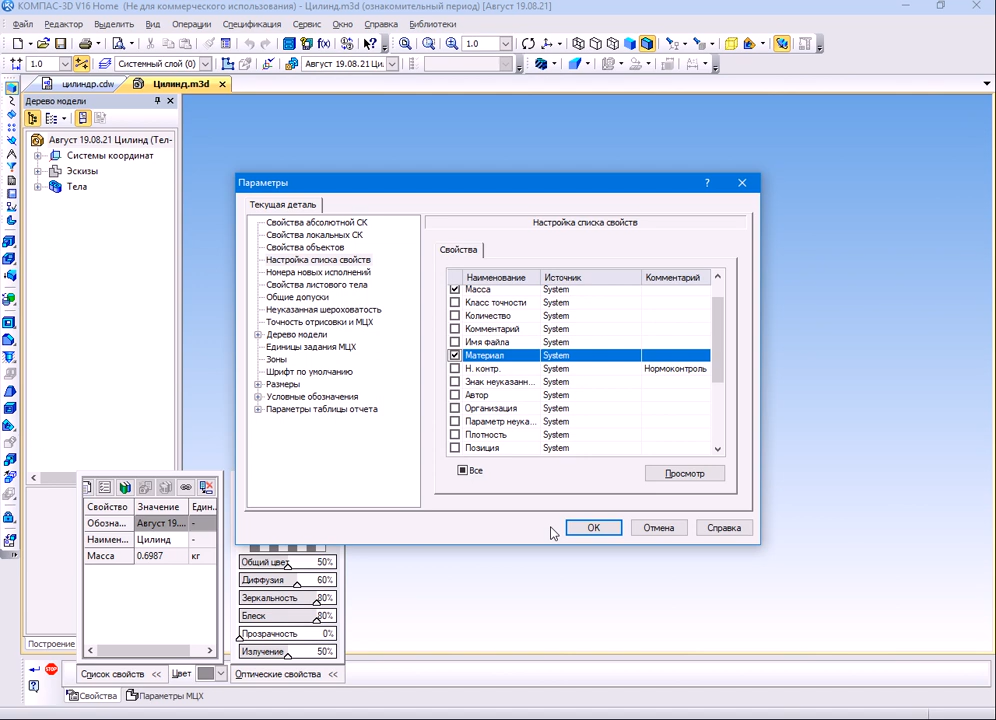 КОМПАС-3D V16 Home (Не для коммерческого использования) - Цилинд.m3d (ознакомительный период) [Август 19.08.21]
Файл Редактор Выделить Вид Операции Спецификация Сервис Окно Справка Библиотеки
1.0
1.0 Системный слой (0) Август 19.08.21 Ци.
цилиндр.cdw Цилинд.m3d
Дерево модели
Август 19.08.21 Цилинд (Тел-
Системы координат
Эскизы
Тела
Параметры
Текущая деталь
Свойства абсолютной СК
Свойства локальных СК
Свойства объектов
Настройка списка свойств
Номера новых исполнений
Свойства листового тела
Общие допуски
Неуказанная шероховатость
Точность отрисовки и МЦХ
Дерево модели
Единицы задания МЦХ
Зоны
Шрифт по умолчанию
Размеры
Условные обозначения
Параметры таблицы отчета
Настройка списка свойств
Свойства
Наименование Источник Комментарий
Масса System
Класс точности System
Количество System
Комментарий System
Имя файла System
Материал System
Н. контр. System Нормоконтроль
Знак неуказанн... System
Автор System
Организация System
Параметр неука... System
Плотность System
Позиция System
Все
Просмотр
OK Отмена Справка
Свойство Значение Един.
Обозна... Август 19.... -
Наимен... Цилинд -
Масса 0.6987 кг
Общий цвет 50%
Диффузия 60%
Зеркальность 80%
Блеск 80%
Прозрачность 0%
Излучение 50%
Построение
STOP
Список свойств << Цвет Оптические свойства <<
Свойства Параметры МЦХ